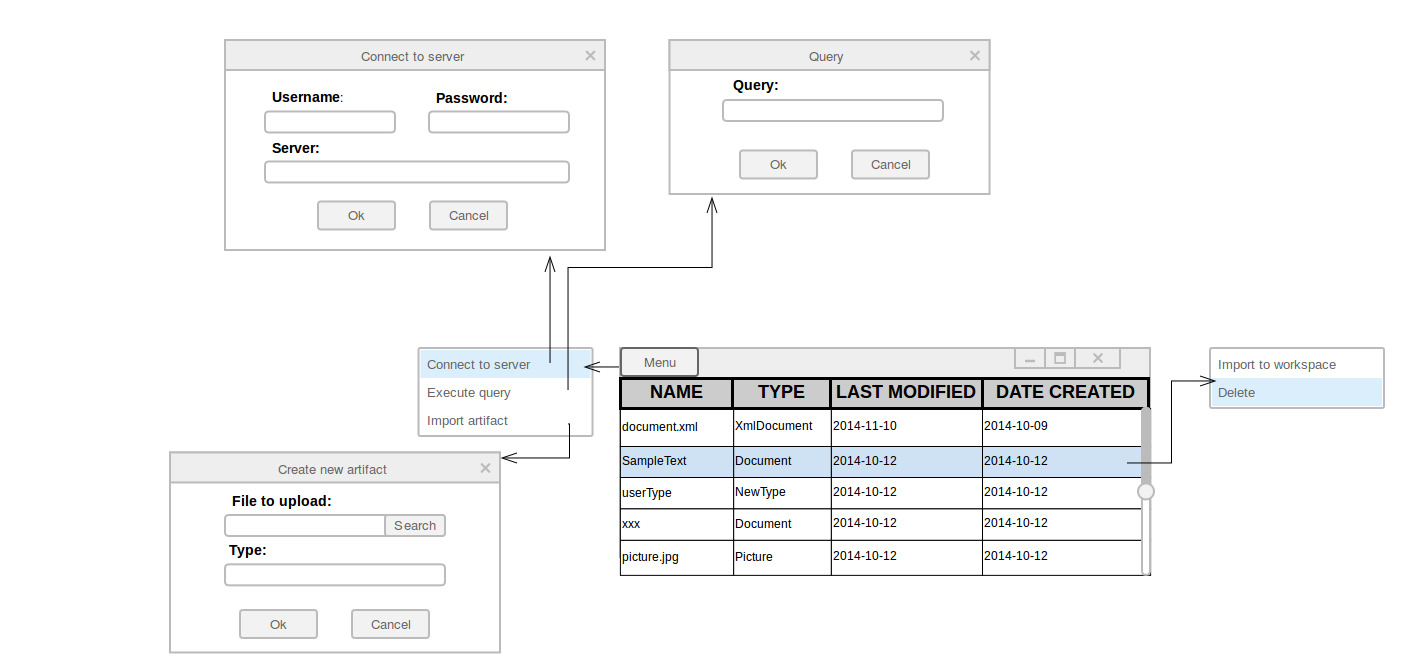 Connect to server
Username:
Password:
Server:
Ok
Cancel
Query
Query:
Ok
Cancel
Connect to server
Execute query
Import artifact
Menu
NAME TYPE LAST MODIFIED DATE CREATED
document.xml XmlDocument 2014-11-10 2014-10-09
SampleText Document 2014-10-12 2014-10-12
userType NewType 2014-10-12 2014-10-12
xxx Document 2014-10-12 2014-10-12
picture.jpg Picture 2014-10-12 2014-10-12
Import to workspace
Delete
Create new artifact
File to upload:
Search
Type:
Ok
Cancel